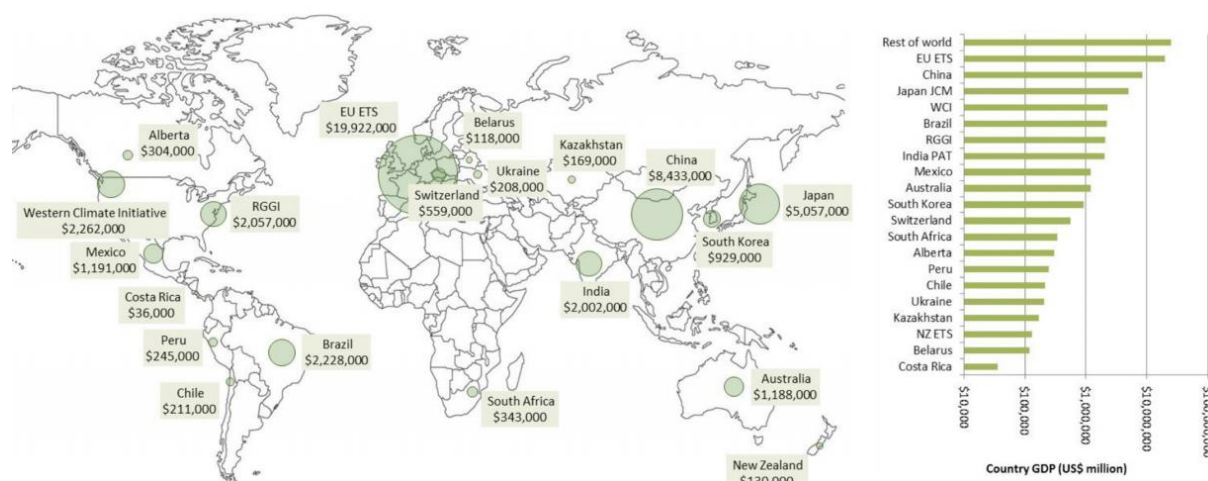 EU ETS
$19,922,000
Belarus
$118,000
Alberta
$304,000
Kazakhstan
$169,000
China
$8,433,000
Ukraine
$208,000
Switzerland
$559,000
Japan
$5,057,000
RGGI
$2,057,000
Western Climate Initiative
$2,262,000
South Korea
$929,000
Mexico
$1,191,000
India
$2,002,000
Costa Rica
$36,000
Peru
$245,000
Brazil
$2,228,000
Chile
$211,000
South Africa
$343,000
Australia
$1,188,000
New Zealand
$130,000
Rest of world
EU ETS
China
Japan JCM
WCI
Brazil
RGGI
India PAT
Mexico
Australia
South Korea
Switzerland
South Africa
Alberta
Peru
Chile
Ukraine
Kazakhstan
NZ ETS
Belarus
Costa Rica
$10,000
$100,000
$1,000,000
$10,000,000
Country GDP (US$ million)